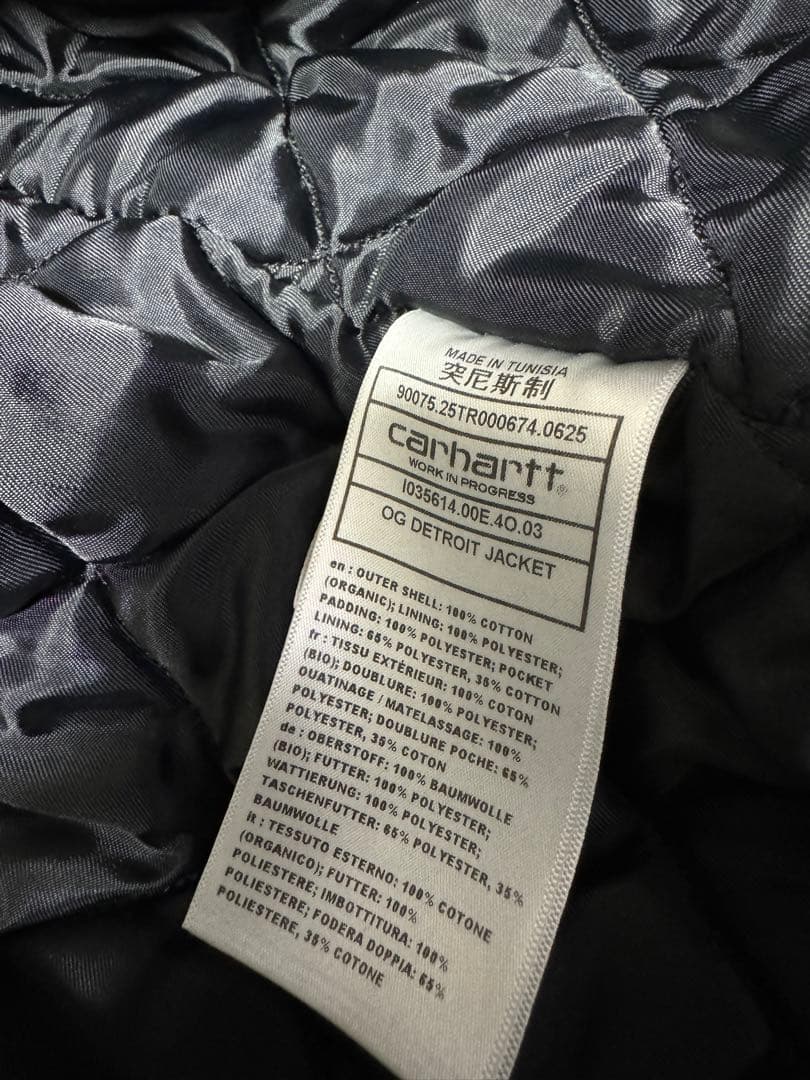 MADE IN TUNISIA
突尼斯制
90075.25TR000674.0625
carhartt®
WORK IN PROGRESS
I035614.00E.4O.03
OG DETROIT JACKET
en : OUTER SHELL: 100% COTTON
(ORGANIC); LINING: 100% POLYESTER;
PADDING: 100% POLYESTER; POCKET
LINING: 65% POLYESTER, 35% COTTON
fr : TISSU EXTÉRIEUR: 100% COTON
(BIO); DOUBLURE: 100% POLYESTER;
OUATINAGE / MATELASSAGE: 100%
POLYESTER; DOUBLURE POCHE: 65%
POLYESTER, 35% COTON
de : OBERSTOFF: 100% BAUMWOLLE
(BIO); FUTTER: 100% POLYESTER;
WATTIERUNG: 100% POLYESTER;
TASCHENFUTTER: 65% POLYESTER, 35%
BAUMWOLLE
it : TESSUTO ESTERNO: 100% COTONE
(ORGANICO); FUTTER: 100%
POLIESTERE; IMBOTTITURA: 100%
POLIESTERE; FODERA DOPPIA: 65%
POLIESTERE, 35% COTONE